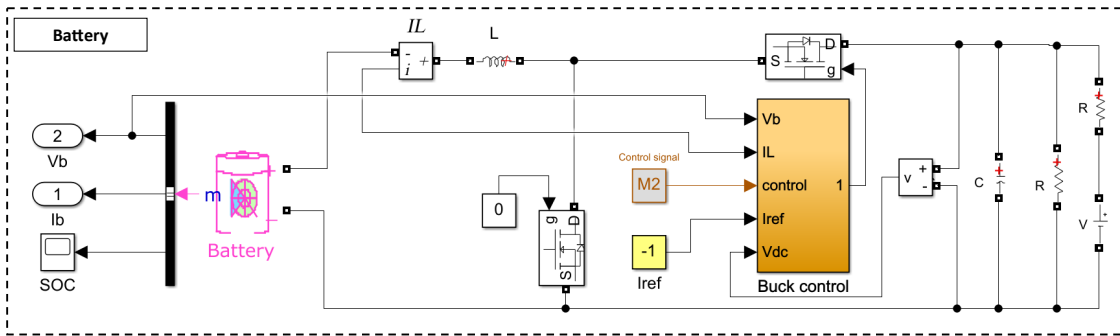 Battery
IL
L
-
i
+
S
D
g
2
Vb
1
Ib
SOC
m
Battery
+
-
0
g
D
S
Control signal
M2
-1
Iref
Vb
IL
control
1
Iref
Vdc
Buck control
v
+
-
C
R
R
V
+